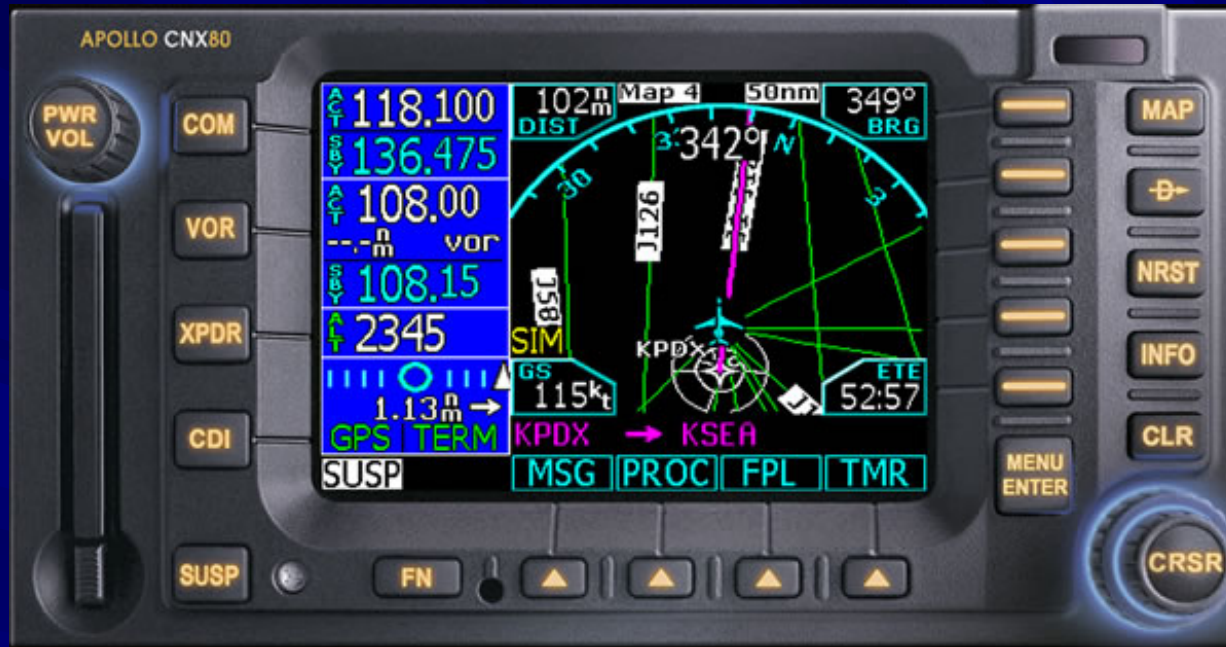 APOLLO CNX80
PWR
VOL
COM
VOR
XPDR
CDI
SUSP
FN
ACT 118.100
SBY 136.475
ACT 108.00
--.-nm vor
SBY 108.15
ALT 2345
1.13nm →
GPS TERM
SUSP
102nm
DIST
Map 4
50nm
349°
BRG
30
33
342°
N
3
J126
J589
SIM
KPDX
GS
115kt
ETE
52:57
KPDX → KSEA
MSG PROC FPL TMR
MAP
D
NRST
INFO
CLR
MENU
ENTER
CRSR